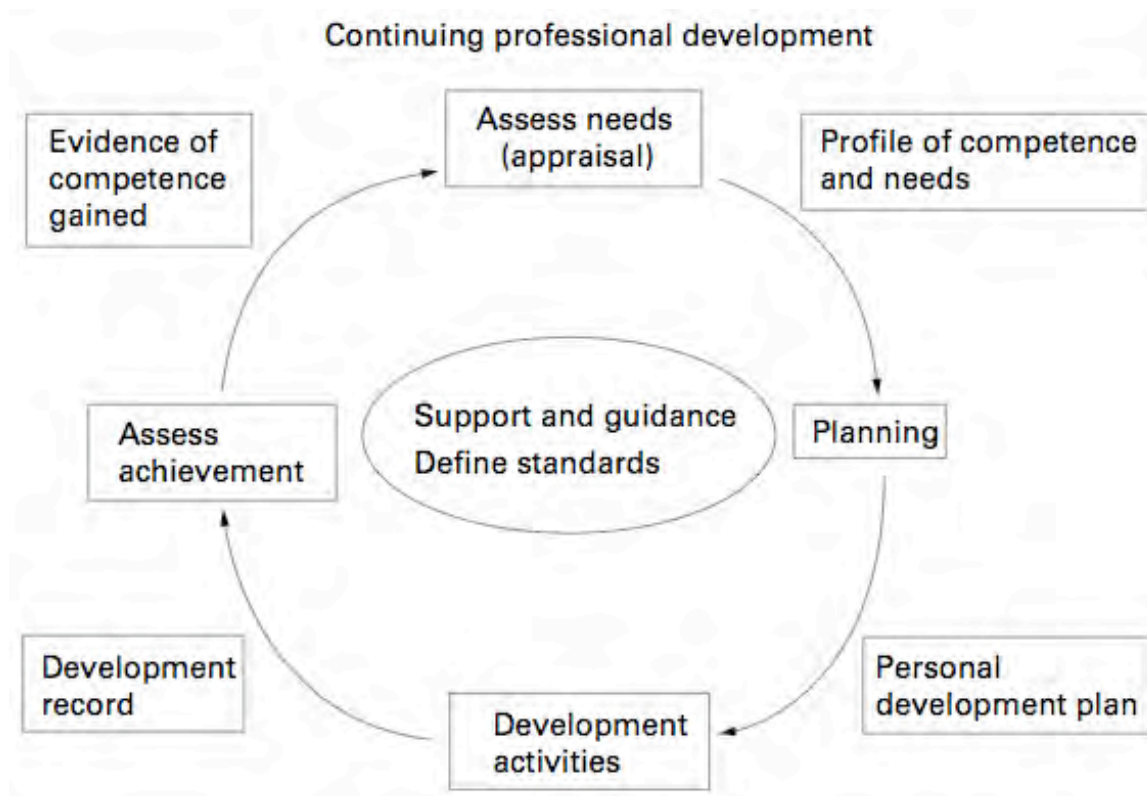 Continuing professional development
Assess needs
(appraisal)
Profile of competence
and needs
Planning
Personal
development plan
Development
activities
Development
record
Assess
achievement
Evidence of
competence
gained
Support and guidance
Define standards